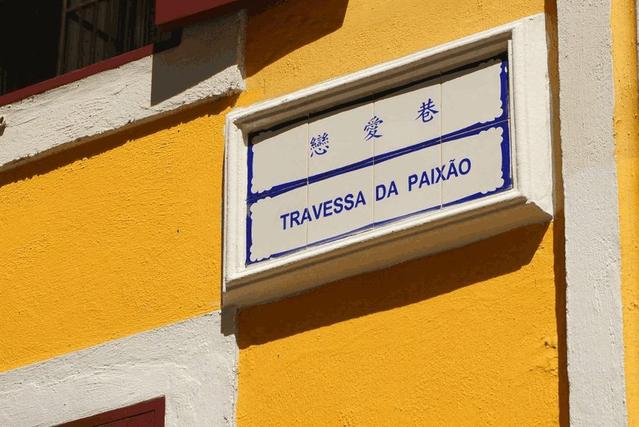 戀愛巷
TRAVESSA DA PAIXÃO